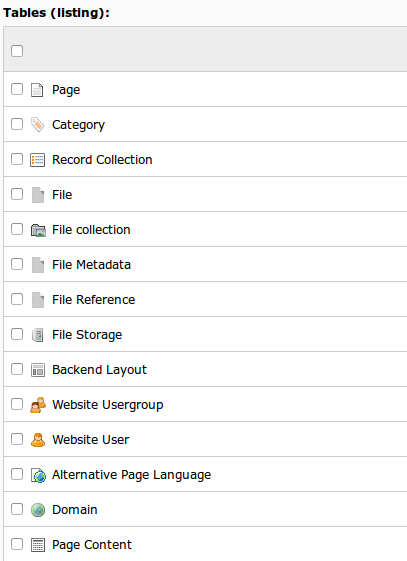 Tables (listing):
Page
Category
Record Collection
File
File collection
File Metadata
File Reference
File Storage
Backend Layout
Website Usergroup
Website User
Alternative Page Language
Domain
Page Content